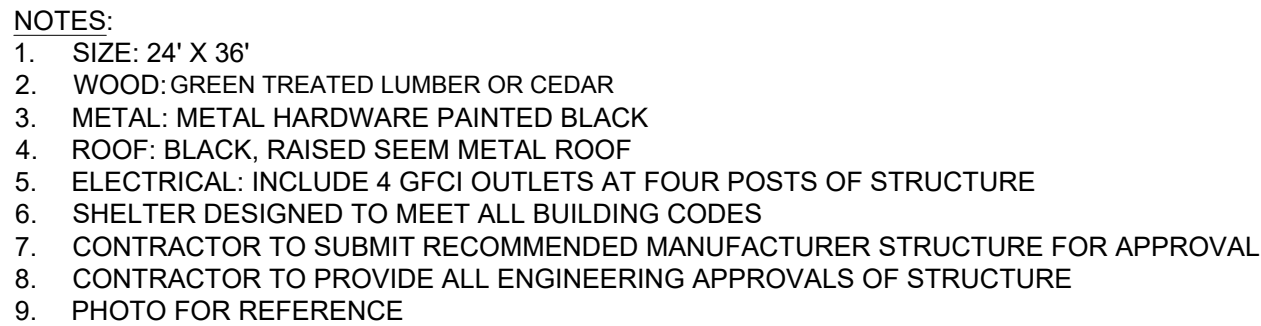 NOTES:
1. SIZE: 24' X 36'
2. WOOD: GREEN TREATED LUMBER OR CEDAR
3. METAL: METAL HARDWARE PAINTED BLACK
4. ROOF: BLACK, RAISED SEEM METAL ROOF
5. ELECTRICAL: INCLUDE 4 GFCI OUTLETS AT FOUR POSTS OF STRUCTURE
6. SHELTER DESIGNED TO MEET ALL BUILDING CODES
7. CONTRACTOR TO SUBMIT RECOMMENDED MANUFACTURER STRUCTURE FOR APPROVAL
8. CONTRACTOR TO PROVIDE ALL ENGINEERING APPROVALS OF STRUCTURE
9. PHOTO FOR REFERENCE